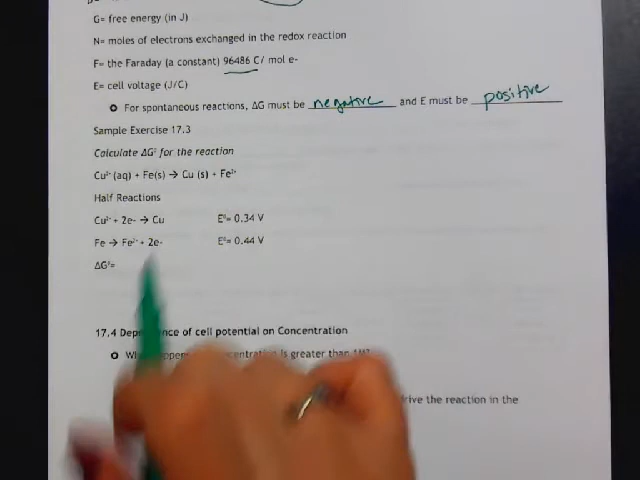 G= free energy (in J)
N= moles of electrons exchanged in the redox reaction
F= the Faraday (a constant) 96486 C/ mol e-
E= cell voltage (J/C)
For spontaneous reactions, ΔG must be negative and E must be positive
Sample Exercise 17.3
Calculate ΔG° for the reaction
Cu²⁺ (aq) + Fe(s) → Cu (s) + Fe²⁺
Half Reactions
Cu²⁺ + 2e- → Cu E°= 0.34 V
Fe → Fe²⁺ + 2e- E°= 0.44 V
ΔG°=
17.4 of cell potential on Concentration
is greater than
the reaction in the